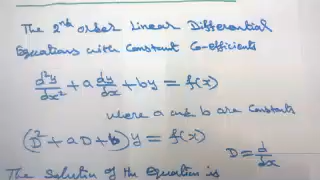 The 2nd order Linear Differential
Equations with Constant Co-efficients
d²y/dx² + a dy/dx + by = f(x)
where a and b are Constants
(D² + aD + b) y = f(x)
D = d/dx
The Solution of the Equation is